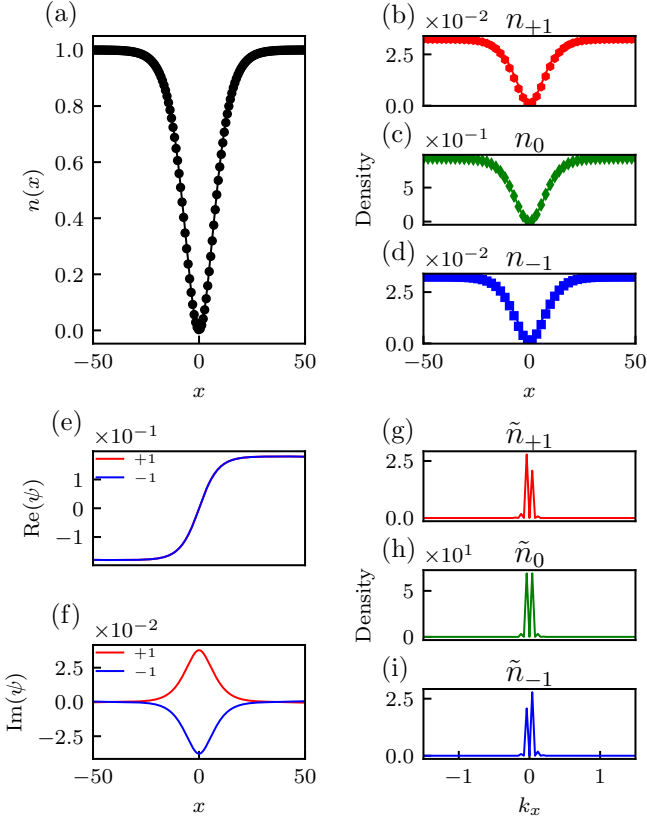 (a)
n(x)
1.0
0.8
0.6
0.4
0.2
0.0
−50 0 50
x
(b) ×10⁻² n₊₁
2.5
0.0
(c) ×10⁻¹ n₀
5
0
Density
(d) ×10⁻² n₋₁
2.5
0.0
−50 0 50
x
(e)
×10⁻¹
+1
−1
1
0
−1
Re(ψ)
(f)
×10⁻²
+1
−1
2.5
0.0
−2.5
Im(ψ)
−50 0 50
x
(g) ñ₊₁
2.5
0.0
(h) ×10¹ ñ₀
5
0
Density
(i) ñ₋₁
2.5
0.0
−1 0 1
kₓ